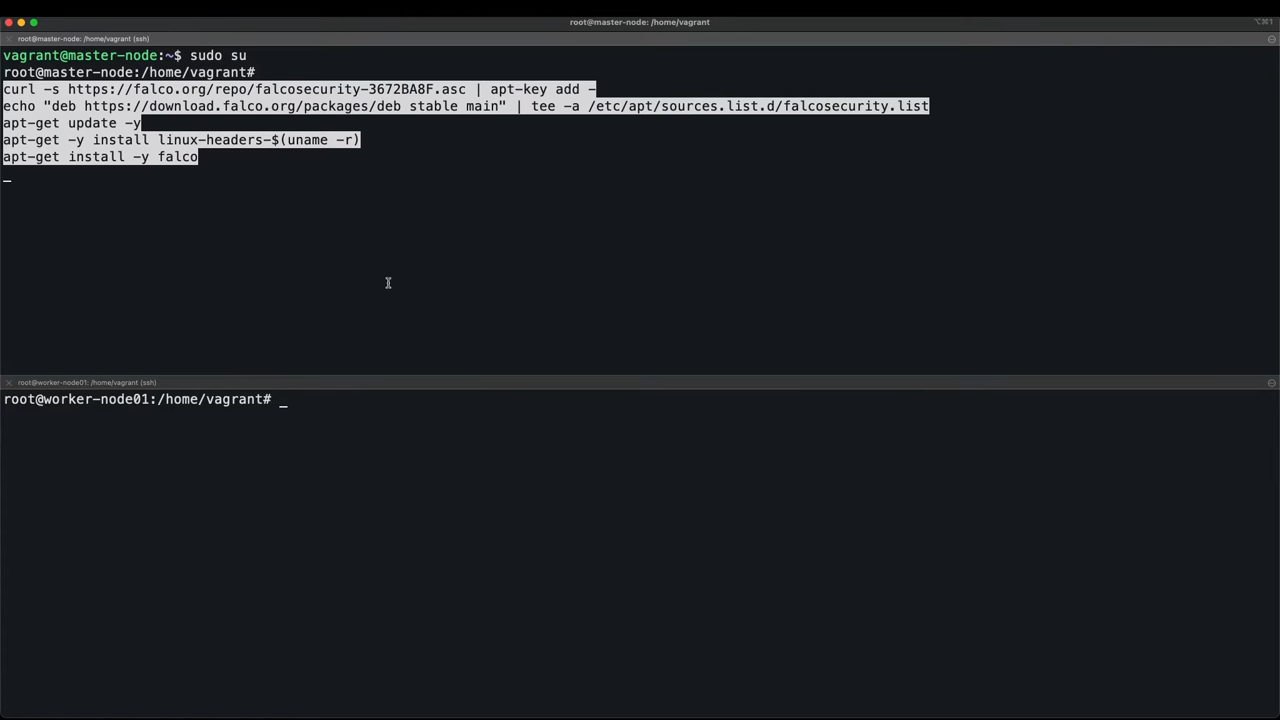 root@master-node: /home/vagrant
⌥⌘1
root@master-node: /home/vagrant (ssh)
vagrant@master-node:~$ sudo su
root@master-node:/home/vagrant#
curl -s https://falco.org/repo/falcosecurity-3672BA8F.asc | apt-key add -
echo "deb https://download.falco.org/packages/deb stable main" | tee -a /etc/apt/sources.list.d/falcosecurity.list
apt-get update -y
apt-get -y install linux-headers-$(uname -r)
apt-get install -y falco
root@worker-node01: /home/vagrant (ssh)
root@worker-node01:/home/vagrant# _